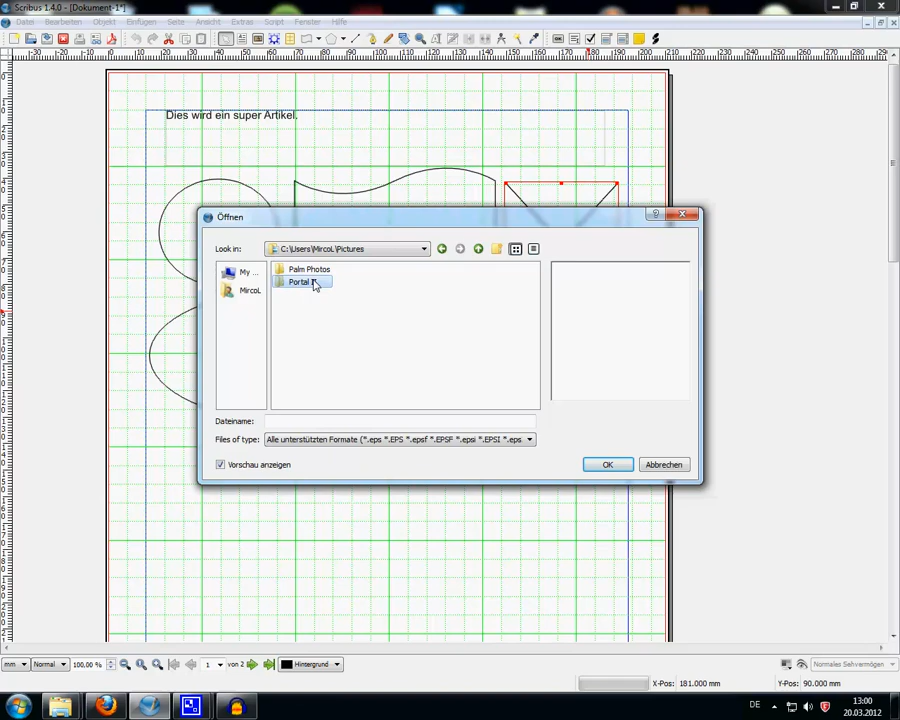 Scribus 1.4.0 - [Dokument-1*]
Datei Bearbeiten Objekt Einfügen Seite Ansicht Extras Script Fenster Hilfe
Dies wird ein super Artikel.
Öffnen
Look in: C:\Users\MircoL\Pictures
My ...
MircoL
Palm Photos
Portal
Dateiname:
Files of type: Alle unterstützten Formate (*.eps *.EPS *.epsf *.EPSF *.epsi *.EPSI *.eps.
Vorschau anzeigen
OK Abbrechen
mm Normal 100,00 % 1 von 2 Hintergrund Normales Sehvermögen
X-Pos: 181.000 mm Y-Pos: 90.000 mm
DE 13:00
20.03.2012